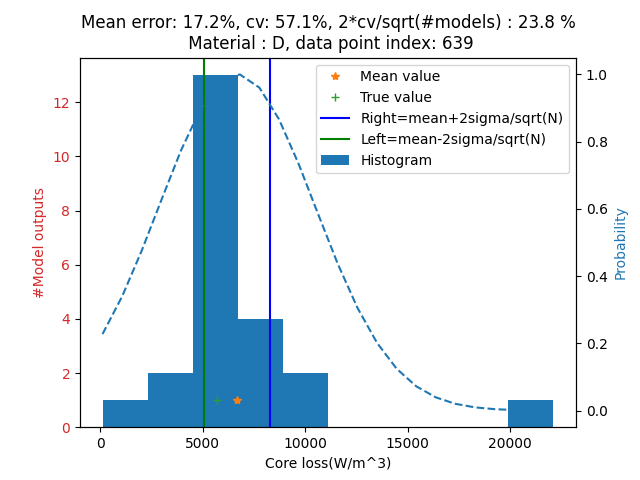 Mean error: 17.2%, cv: 57.1%, 2*cv/sqrt(#models) : 23.8 %
Material : D, data point index: 639
Mean value
True value
Right=mean+2sigma/sqrt(N)
Left=mean-2sigma/sqrt(N)
Histogram
#Model outputs
12
10
8
6
4
2
0
1.0
0.8
0.6
0.4
0.2
0.0
Probability
0 5000 10000 15000 20000
Core loss(W/m^3)